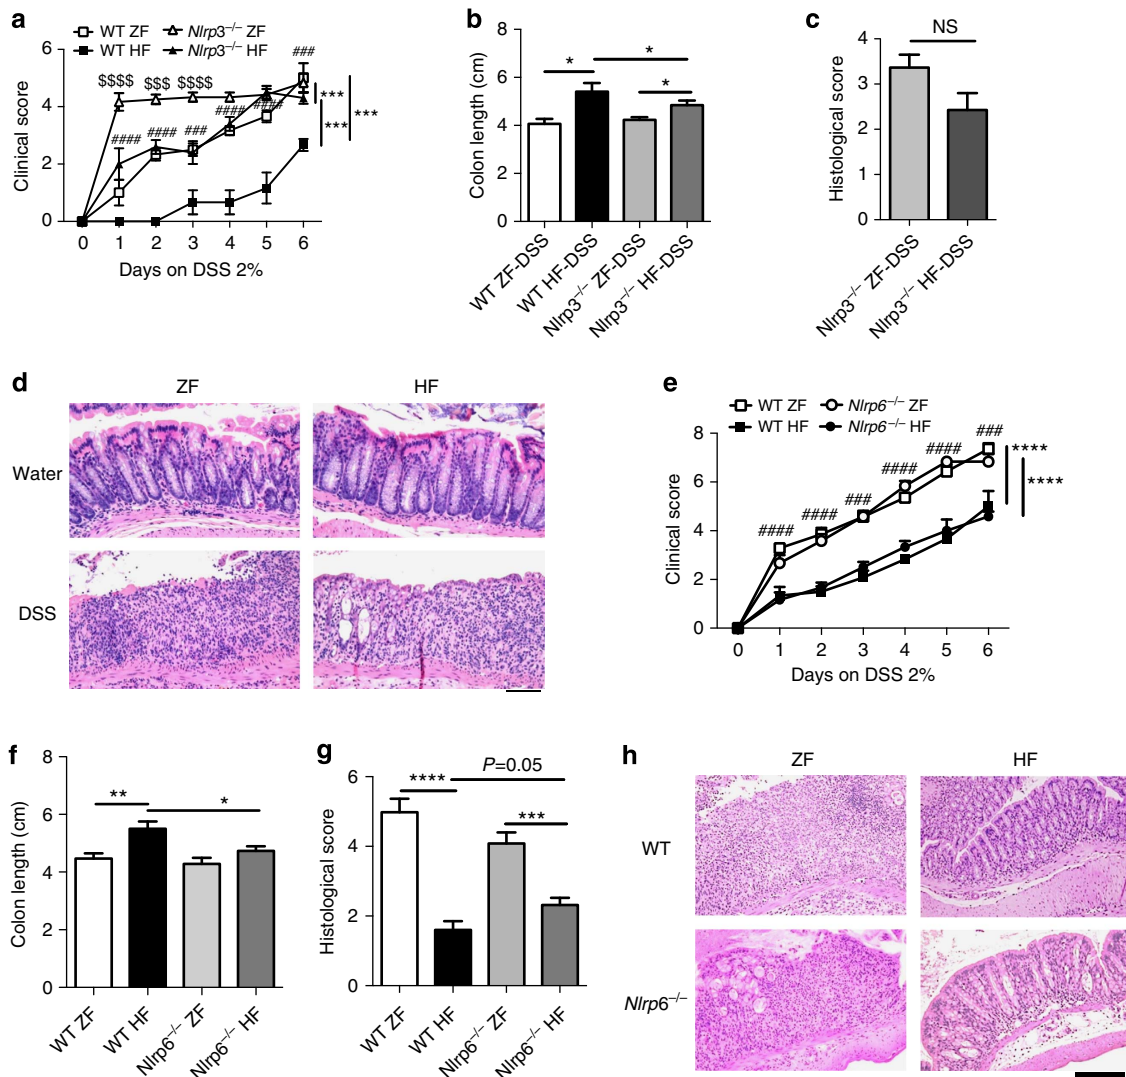 a
WT ZF
Nlrp3−/− ZF
WT HF
Nlrp3−/− HF
Clinical score
6
4
2
0
$$$$
$$$
$$$$
####
####
###
####
####
###
***
***
***
0 1 2 3 4 5 6
Days on DSS 2%
b
Colon length (cm)
8
6
4
2
0
*
*
*
WT ZF-DSS
WT HF-DSS
Nlrp3−/− ZF-DSS
Nlrp3−/− HF-DSS
c
Histological score
4
3
2
1
0
NS
Nlrp3−/− ZF-DSS
Nlrp3−/− HF-DSS
d
ZF
HF
Water
DSS
e
WT ZF
Nlrp6−/− ZF
WT HF
Nlrp6−/− HF
Clinical score
8
6
4
2
0
####
####
###
####
####
###
****
****
0 1 2 3 4 5 6
Days on DSS 2%
f
Colon length (cm)
8
6
4
2
0
**
*
WT ZF
WT HF
Nlrp6−/− ZF
Nlrp6−/− HF
g
Histological score
6
4
2
0
****
P=0.05
***
WT ZF
WT HF
Nlrp6−/− ZF
Nlrp6−/− HF
h
ZF
HF
WT
Nlrp6−/−